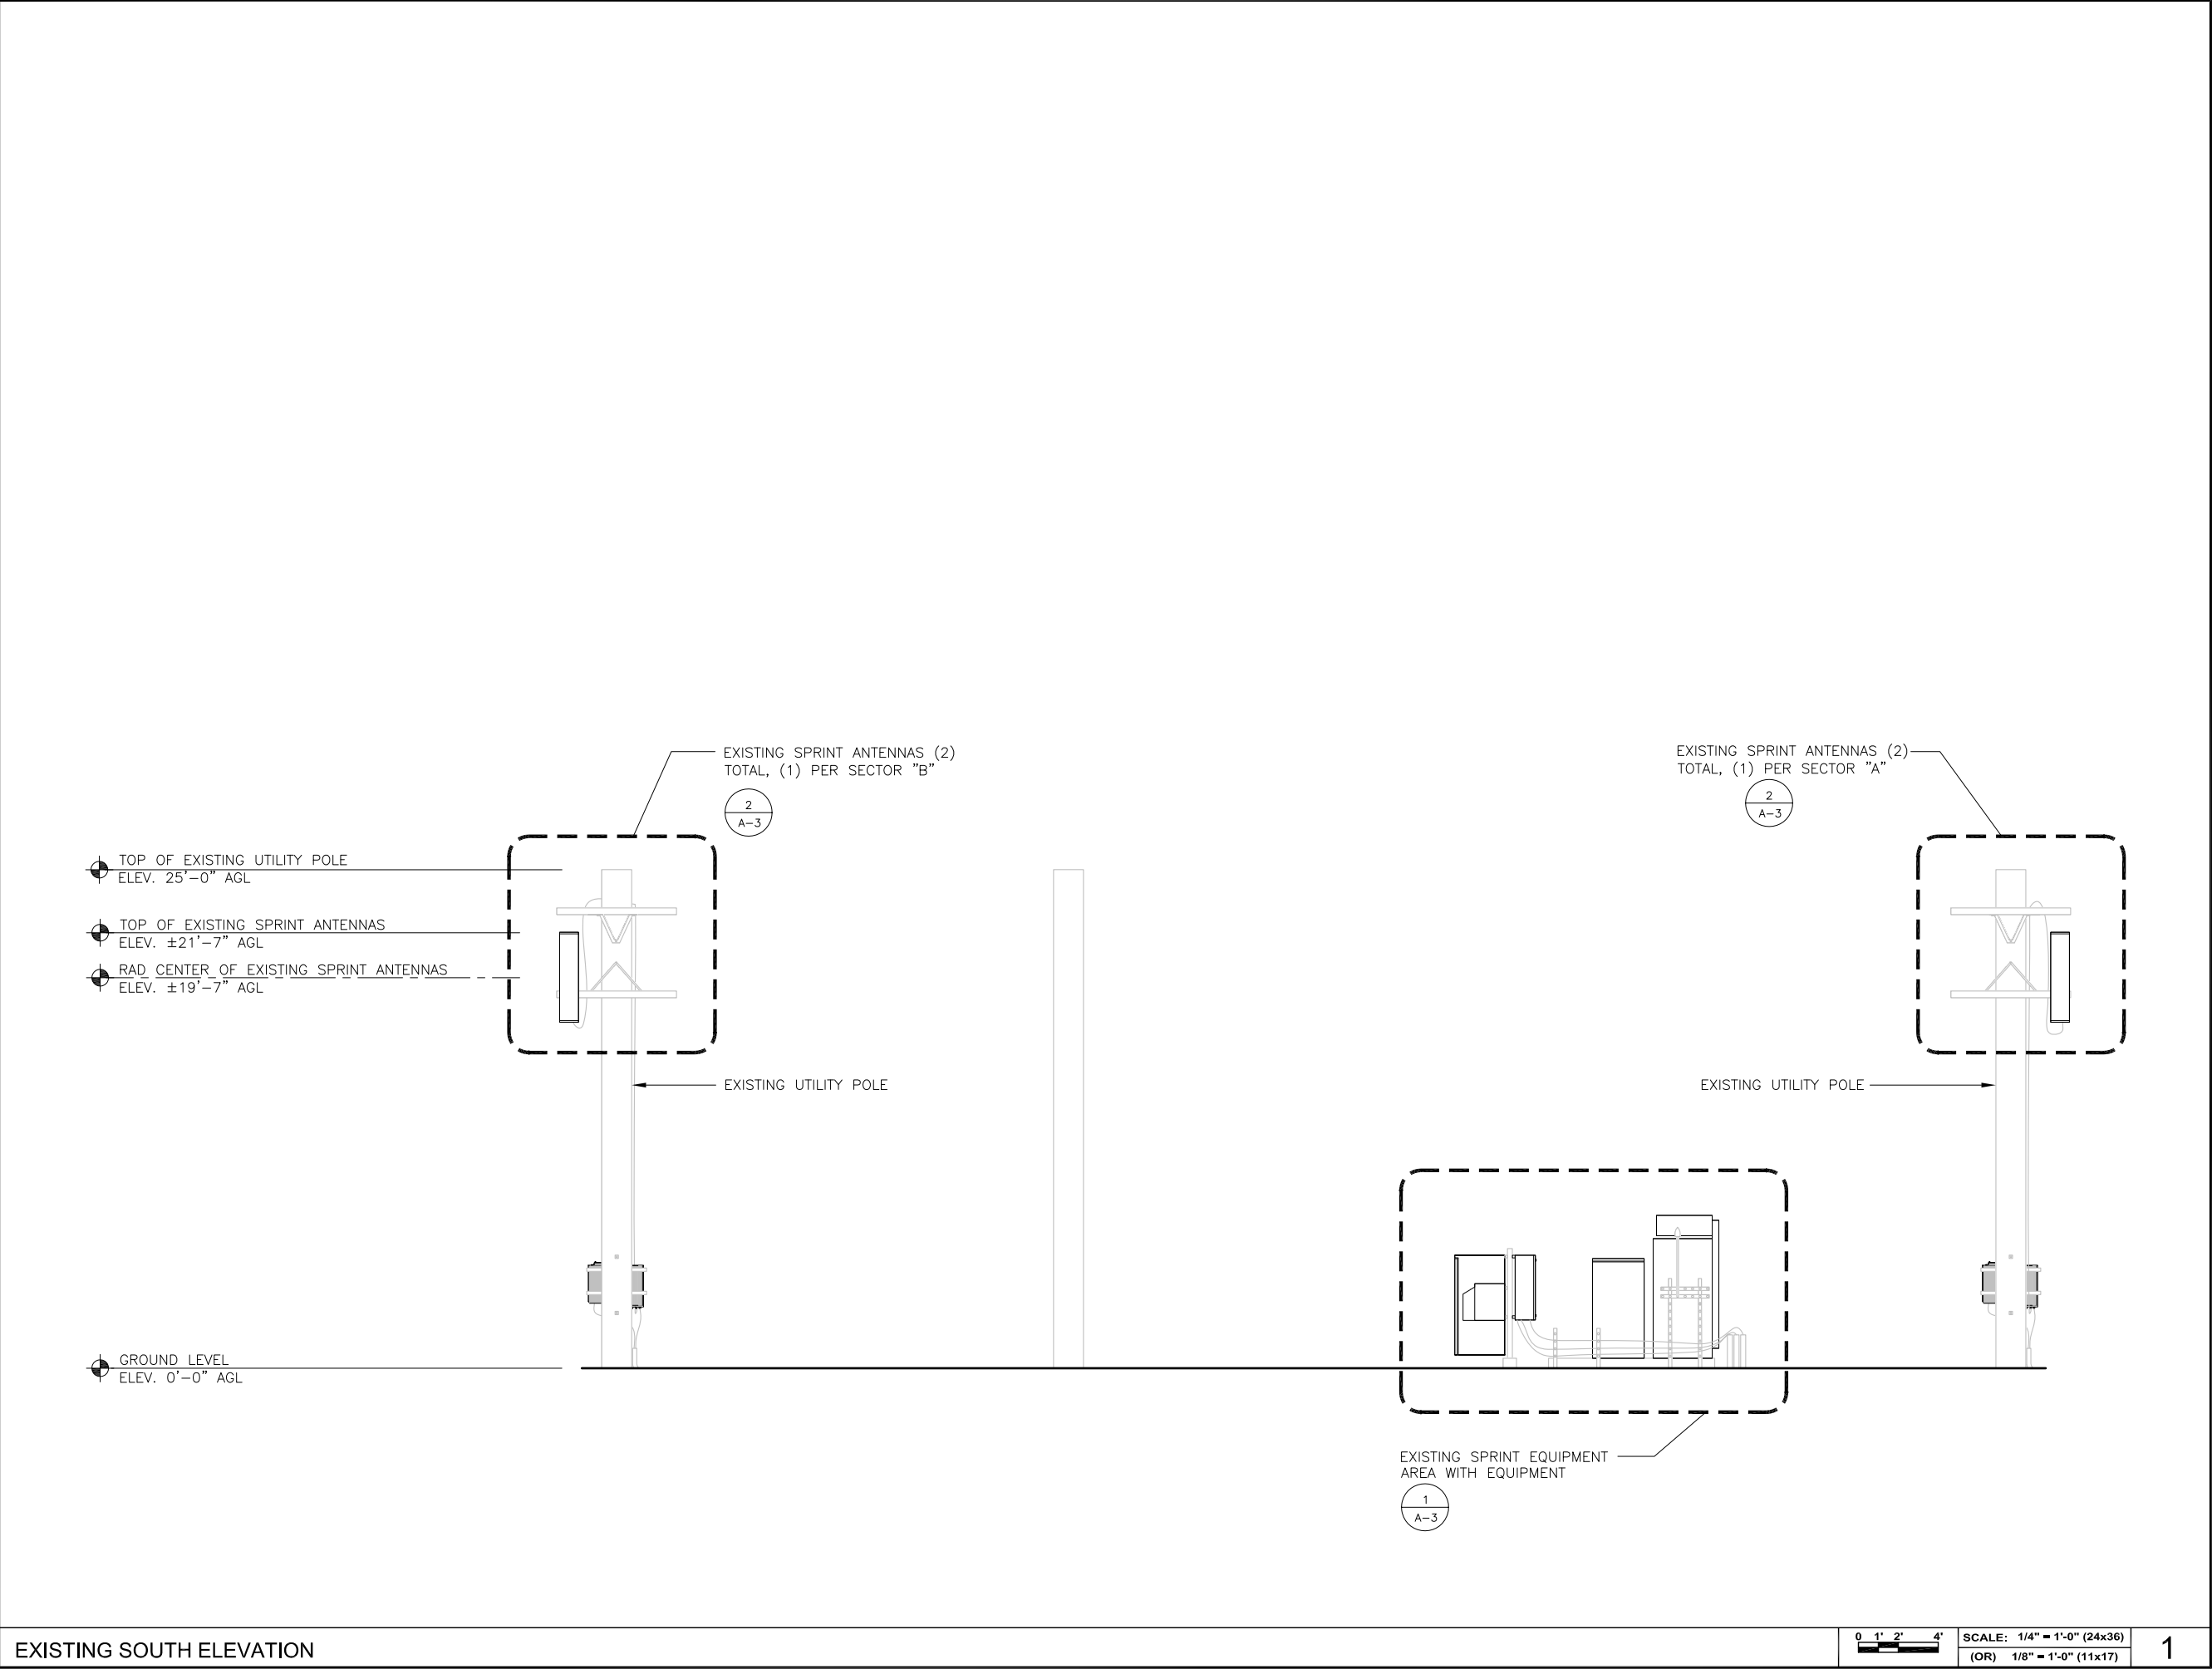 EXISTING SPRINT ANTENNAS (2)
TOTAL, (1) PER SECTOR "B"
2
A-3
EXISTING SPRINT ANTENNAS (2)
TOTAL, (1) PER SECTOR "A"
2
A-3
TOP OF EXISTING UTILITY POLE
ELEV. 25'-0" AGL
TOP OF EXISTING SPRINT ANTENNAS
ELEV. ±21'-7" AGL
RAD CENTER OF EXISTING SPRINT ANTENNAS
ELEV. ±19'-7" AGL
EXISTING UTILITY POLE
EXISTING UTILITY POLE
GROUND LEVEL
ELEV. 0'-0" AGL
EXISTING SPRINT EQUIPMENT
AREA WITH EQUIPMENT
1
A-3
EXISTING SOUTH ELEVATION
0 1' 2' 4'
SCALE: 1/4" = 1'-0" (24x36)
(OR) 1/8" = 1'-0" (11x17)
1